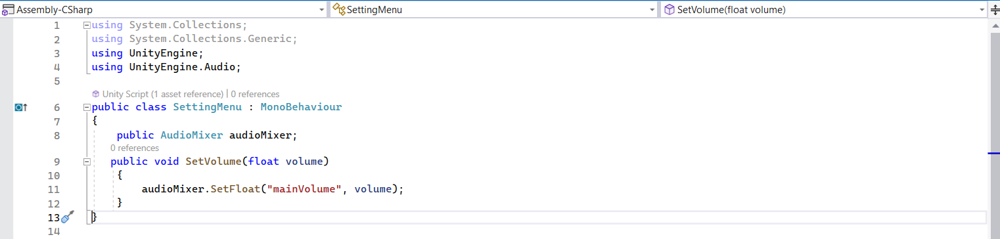 Assembly-CSharp SettingMenu SetVolume(float volume)
1 using System.Collections;
2 using System.Collections.Generic;
3 using UnityEngine;
4 using UnityEngine.Audio;
5
Unity Script (1 asset reference) | 0 references
6 public class SettingMenu : MonoBehaviour
7 {
8 public AudioMixer audioMixer;
0 references
9 public void SetVolume(float volume)
10 {
11 audioMixer.SetFloat("mainVolume", volume);
12 }
13 }
14